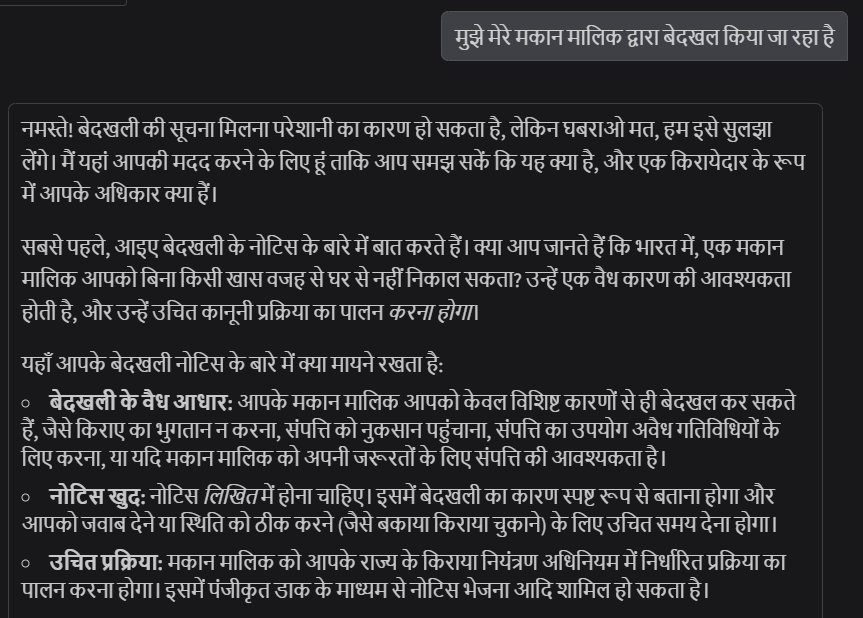 मुझे मेरे मकान मालिक द्वारा बेदखल किया जा रहा है
नमस्ते! बेदखली की सूचना मिलना परेशानी का कारण हो सकता है, लेकिन घबराओ मत, हम इसे सुलझा
लेंगे। मैं यहां आपकी मदद करने के लिए हूं ताकि आप समझ सकें कि यह क्या है, और एक किरायेदार के रूप
में आपके अधिकार क्या हैं।
सबसे पहले, आइए बेदखली के नोटिस के बारे में बात करते हैं। क्या आप जानते हैं कि भारत में, एक मकान
मालिक आपको बिना किसी खास वजह से घर से नहीं निकाल सकता? उन्हें एक वैध कारण की आवश्यकता
होती है, और उन्हें उचित कानूनी प्रक्रिया का पालन करना होगा।
यहाँ आपके बेदखली नोटिस के बारे में क्या मायने रखता है:
○ बेदखली के वैध आधार: आपके मकान मालिक आपको केवल विशिष्ट कारणों से ही बेदखल कर सकते
हैं, जैसे किराए का भुगतान न करना, संपत्ति को नुकसान पहुंचाना, संपत्ति का उपयोग अवैध गतिविधियों के
लिए करना, या यदि मकान मालिक को अपनी जरूरतों के लिए संपत्ति की आवश्यकता है।
○ नोटिस खुद: नोटिस लिखित में होना चाहिए। इसमें बेदखली का कारण स्पष्ट रूप से बताना होगा और
आपको जवाब देने या स्थिति को ठीक करने (जैसे बकाया किराया चुकाने) के लिए उचित समय देना होगा।
○ उचित प्रक्रिया: मकान मालिक को आपके राज्य के किराया नियंत्रण अधिनियम में निर्धारित प्रक्रिया का
पालन करना होगा। इसमें पंजीकृत डाक के माध्यम से नोटिस भेजना आदि शामिल हो सकता है।